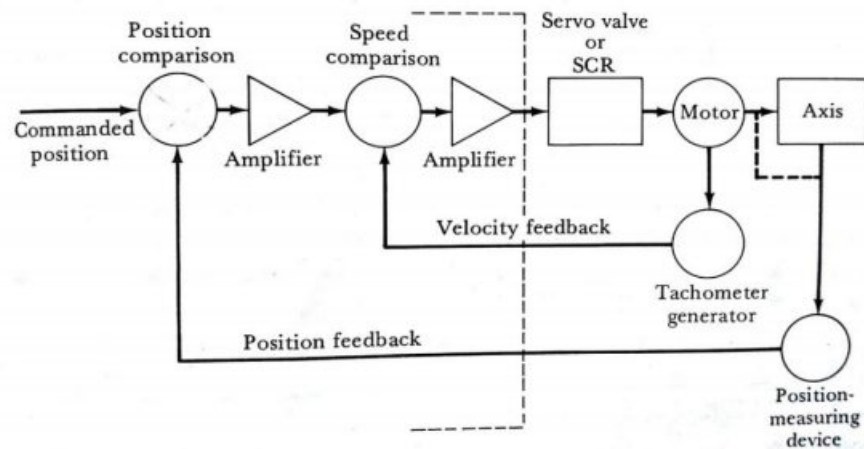 Position
comparison
Speed
comparison
Servo valve
or
SCR
Motor
Axis
Commanded
position
Amplifier
Amplifier
Velocity feedback
Tachometer
generator
Position feedback
Position-
measuring
device